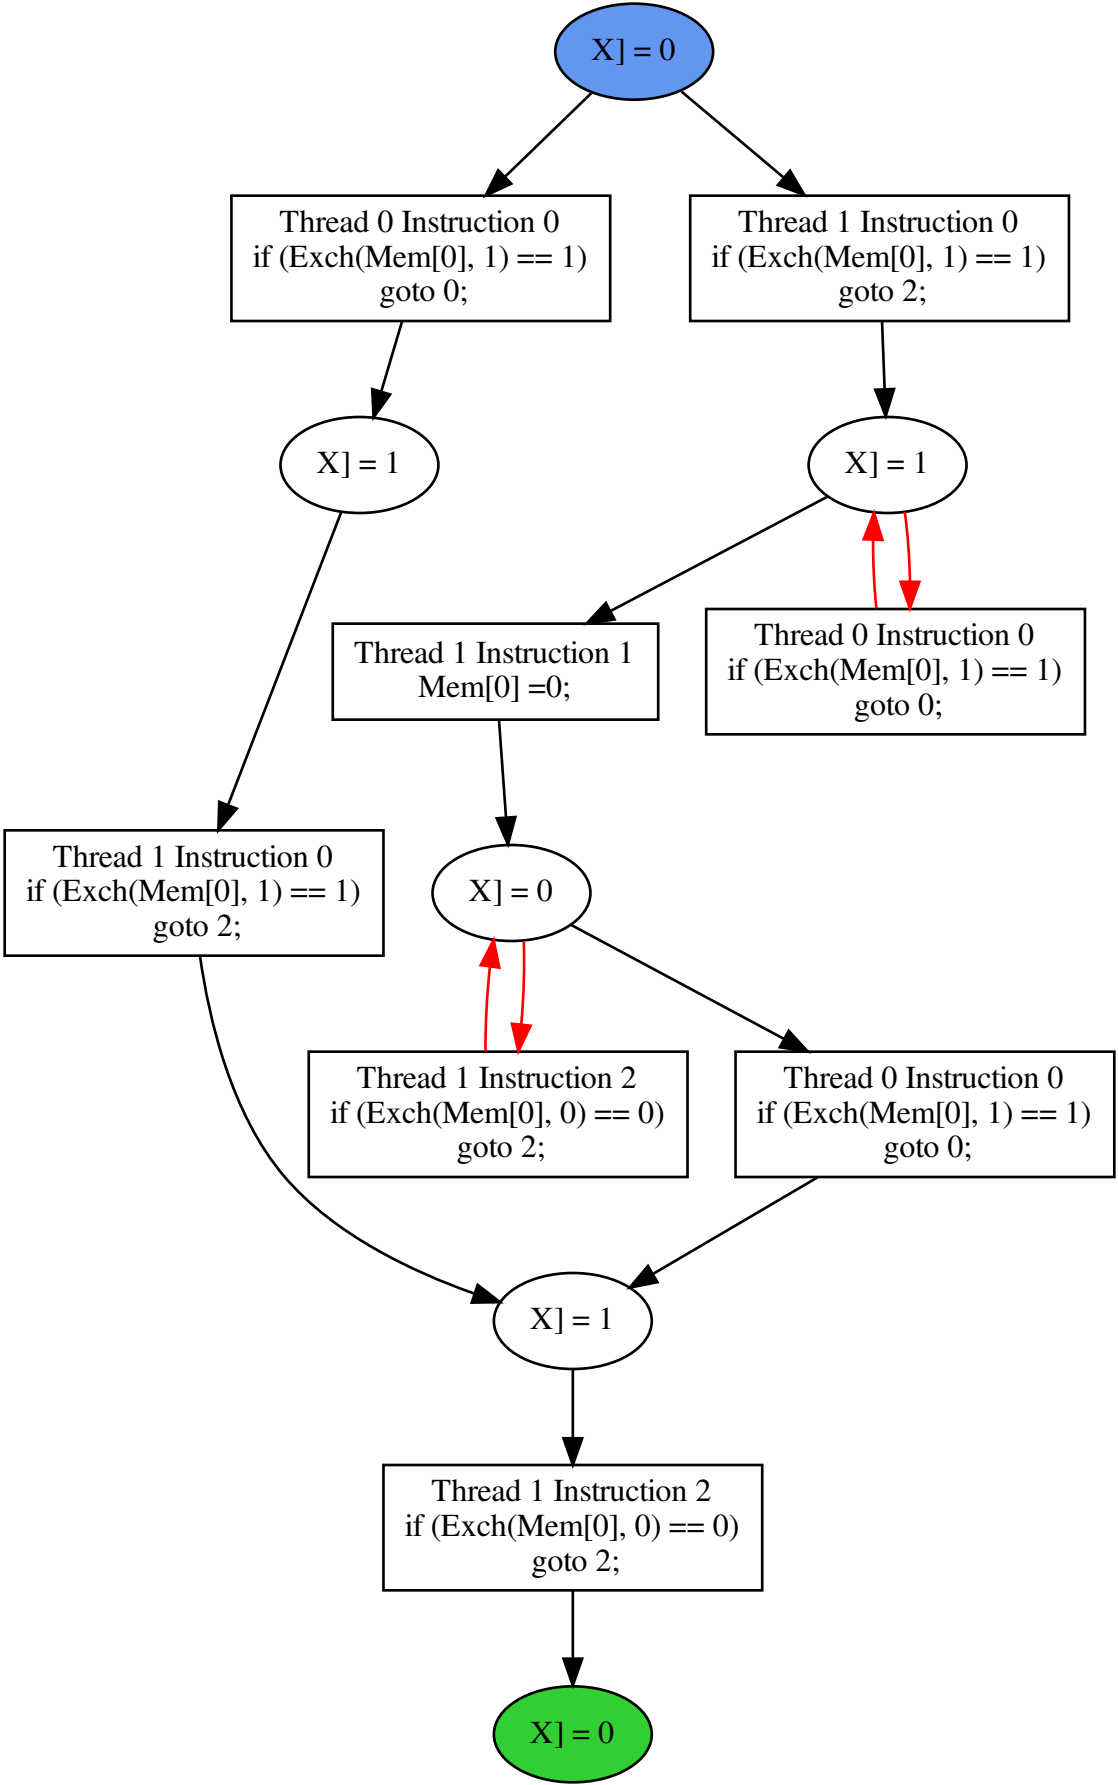 X] = 0
Thread 0 Instruction 0
if (Exch(Mem[0], 1) == 1)
goto 0;
Thread 1 Instruction 0
if (Exch(Mem[0], 1) == 1)
goto 2;
X] = 1
X] = 1
Thread 1 Instruction 1
Mem[0] =0;
Thread 0 Instruction 0
if (Exch(Mem[0], 1) == 1)
goto 0;
Thread 1 Instruction 0
if (Exch(Mem[0], 1) == 1)
goto 2;
X] = 0
Thread 1 Instruction 2
if (Exch(Mem[0], 0) == 0)
goto 2;
Thread 0 Instruction 0
if (Exch(Mem[0], 1) == 1)
goto 0;
X] = 1
Thread 1 Instruction 2
if (Exch(Mem[0], 0) == 0)
goto 2;
X] = 0